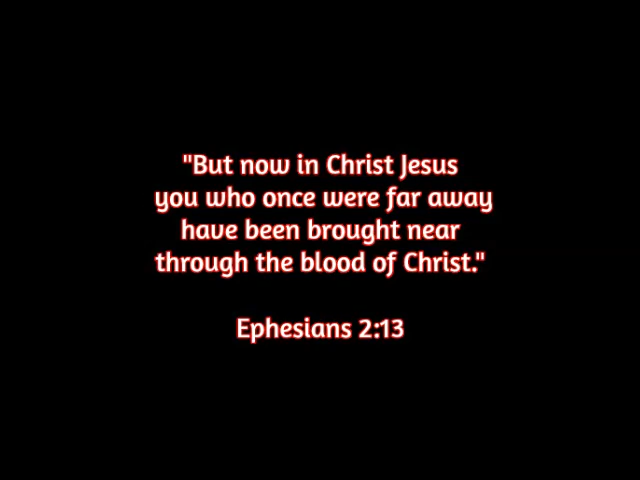 "But now in Christ Jesus
you who once were far away
have been brought near
through the blood of Christ."
Ephesians 2:13